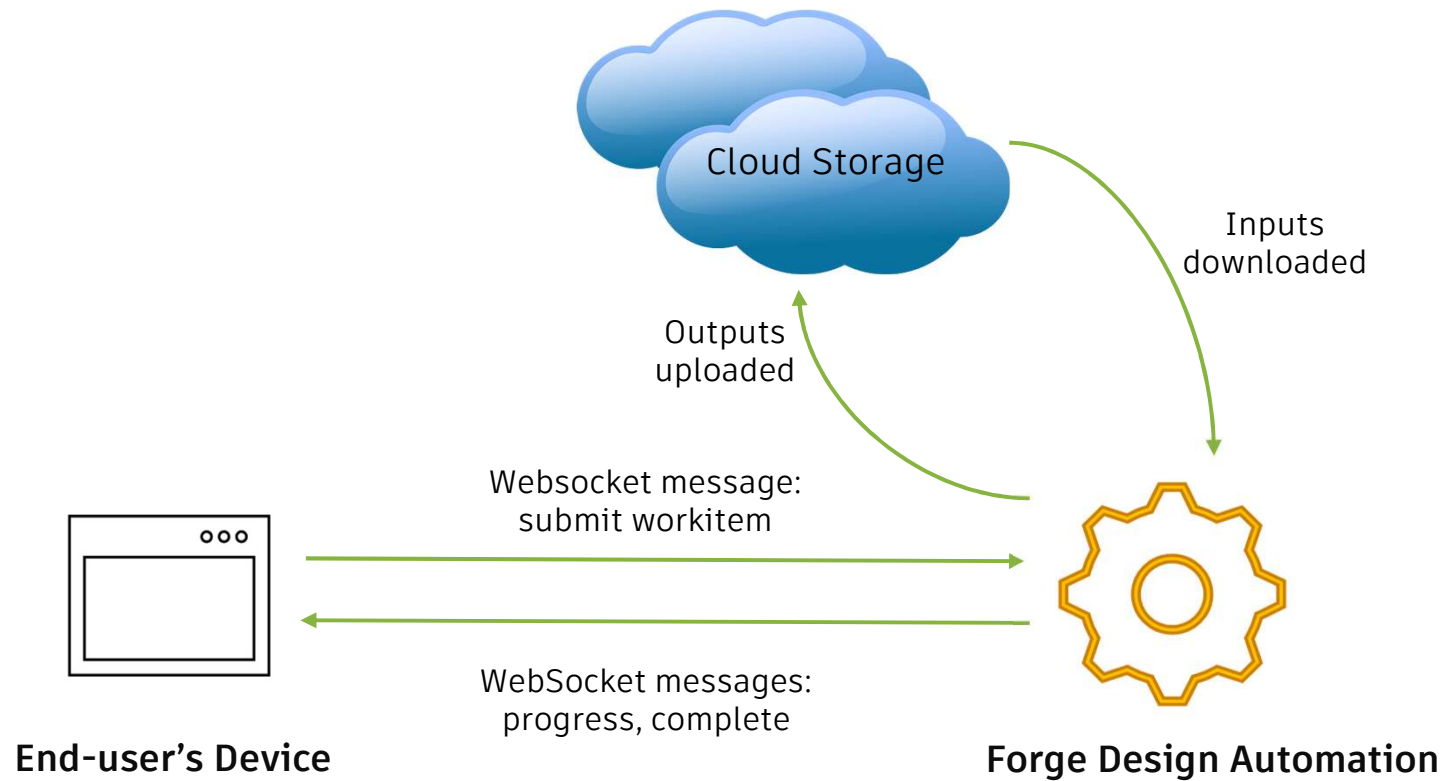 Cloud Storage
Inputs
downloaded
Outputs
uploaded
Websocket message:
submit workitem
WebSocket messages:
progress, complete
End-user's Device
Forge Design Automation